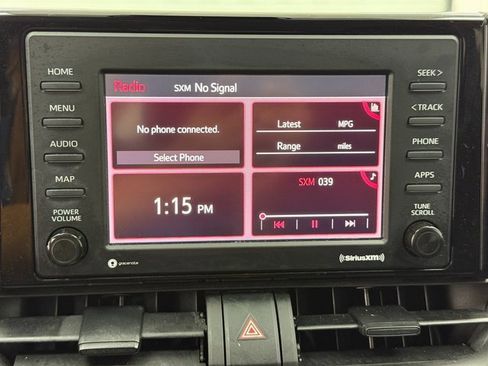 HOME
MENU
AUDIO
MAP
POWER
VOLUME
Radio SXM No Signal
No phone connected.
Select Phone
Latest MPG
Range miles
1:15 PM
SXM 039
SEEK >
< TRACK
PHONE
APPS
TUNE
SCROLL
gracenote
((SiriusXM))